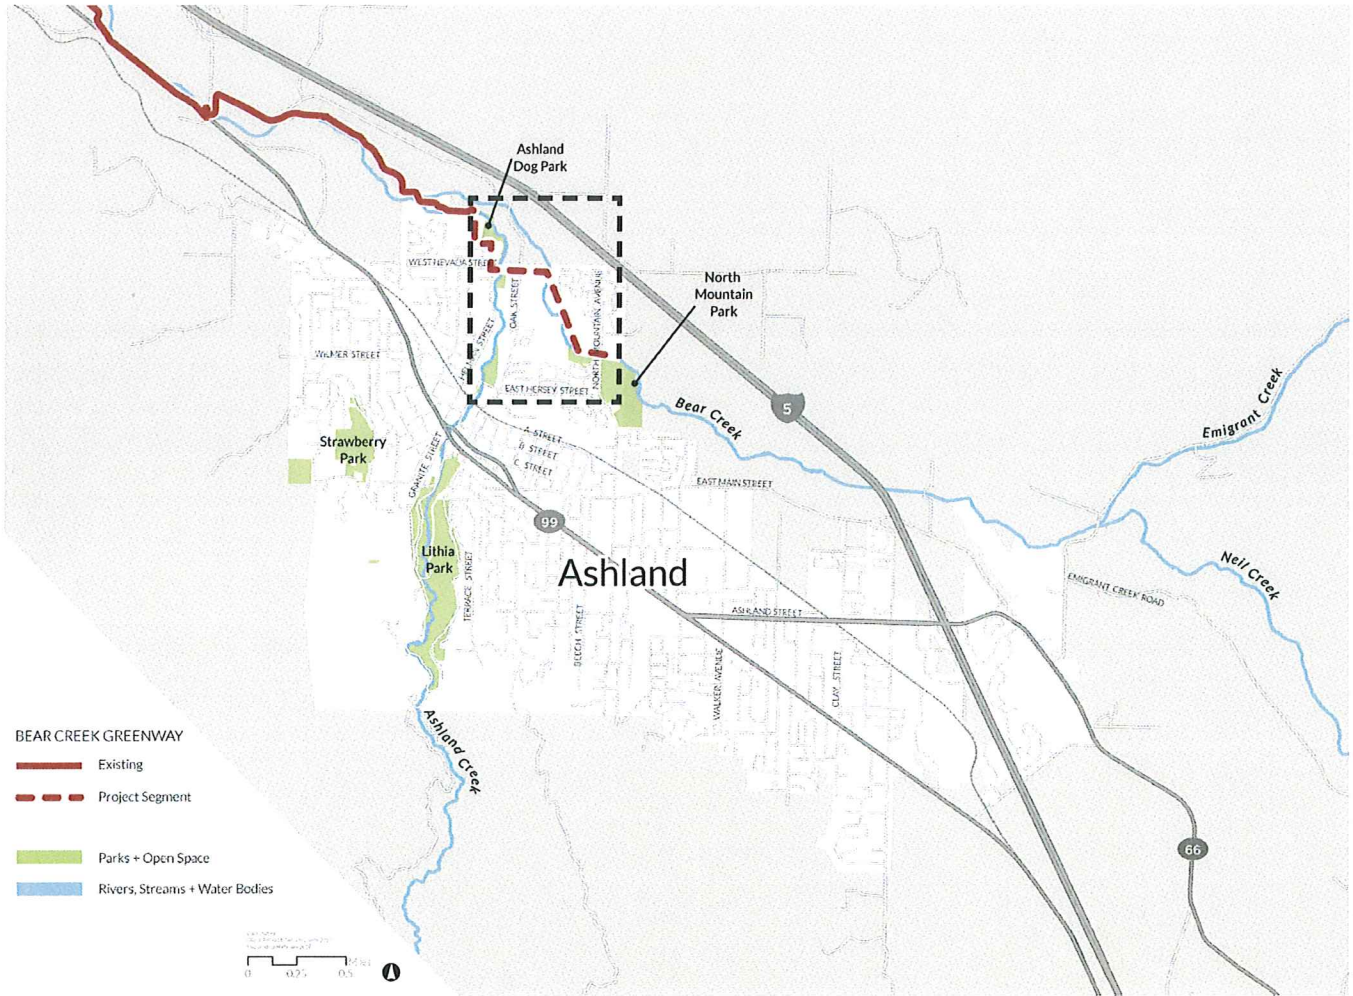 Ashland
Dog Park
WEST NEVADA STREET
OAK STREET
NORTH MOUNTAIN AVENUE
North
Mountain
Park
WILMER STREET
EAST HERSEY STREET
5
Bear Creek
Emigrant Creek
Strawberry
Park
GRANITE STREET
A STREET
B STREET
C STREET
EAST MAIN STREET
99
Lithia
Park
Ashland
TERRACE STREET
Neil Creek
EMIGRANT CREEK ROAD
ASHLAND STREET
BEECH STREET
WALKER AVENUE
CLAY STREET
Ashland Creek
66
BEAR CREEK GREENWAY
Existing
Project Segment
Parks + Open Space
Rivers, Streams + Water Bodies
0
0.25
0.5